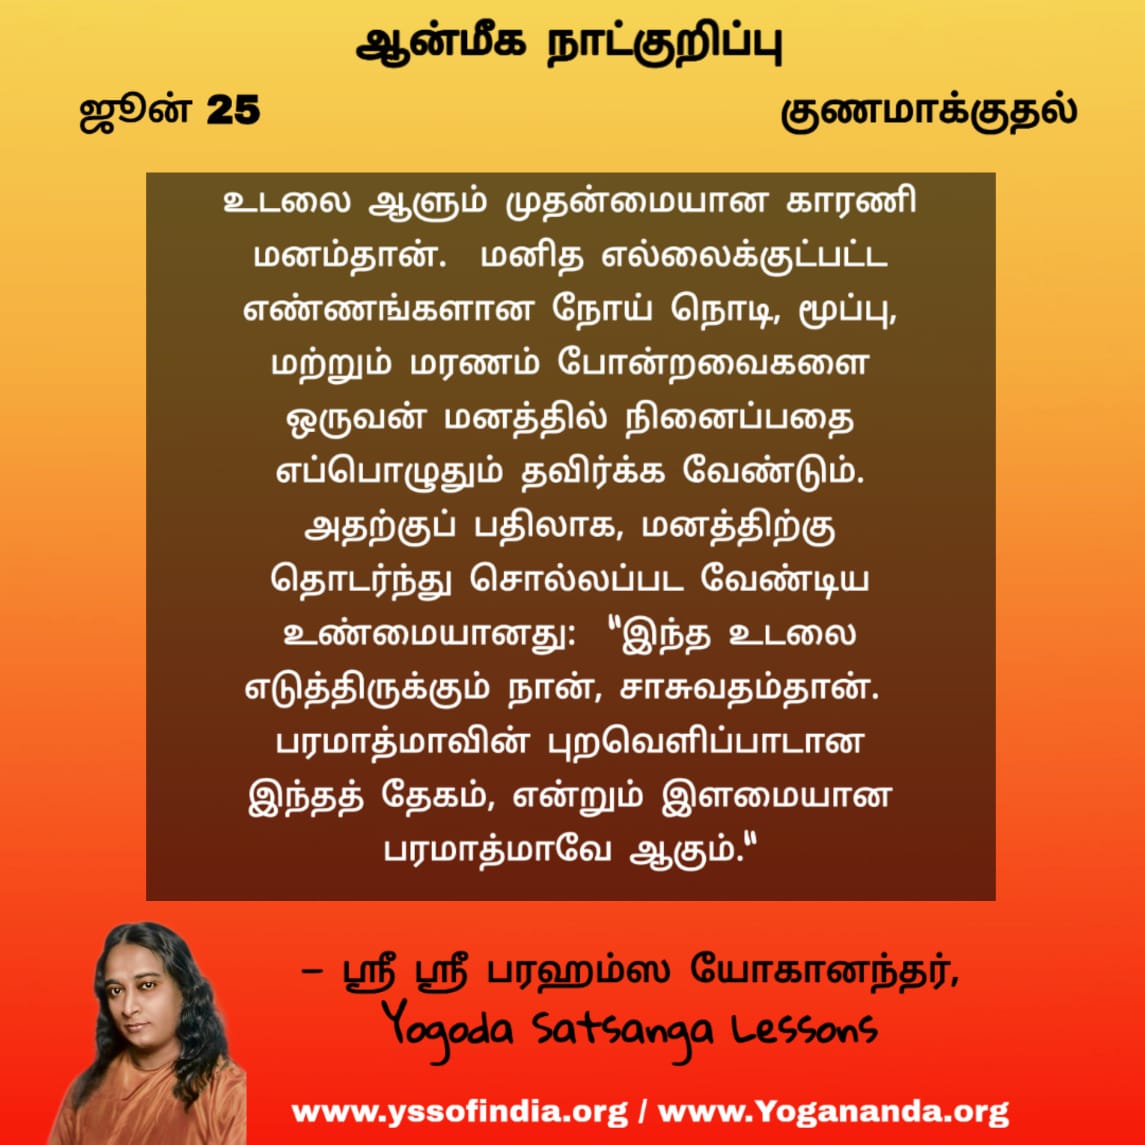 ஆன்மீக நாட்குறிப்பு
ஜூன் 25
குணமாக்குதல்
உடலை ஆளும் முதன்மையான காரணி
மனம்தான். மனித எல்லைக்குட்பட்ட
எண்ணங்களான நோய் நொடி, மூப்பு,
மற்றும் மரணம் போன்றவைகளை
ஒருவன் மனத்தில் நினைப்பதை
எப்பொழுதும் தவிர்க்க வேண்டும்.
அதற்குப் பதிலாக, மனத்திற்கு
தொடர்ந்து சொல்லப்பட வேண்டிய
உண்மையானது: "இந்த உடலை
எடுத்திருக்கும் நான், சாசுவதம்தான்.
பரமாத்மாவின் புறவெளிப்பாடான
இந்தத் தேகம், என்றும் இளமையான
பரமாத்மாவே ஆகும்."
– ஸ்ரீ ஸ்ரீ பரஹம்ஸ யோகானந்தர்,
Yogoda Satsanga Lessons
www.yssofindia.org / www.Yogananda.org